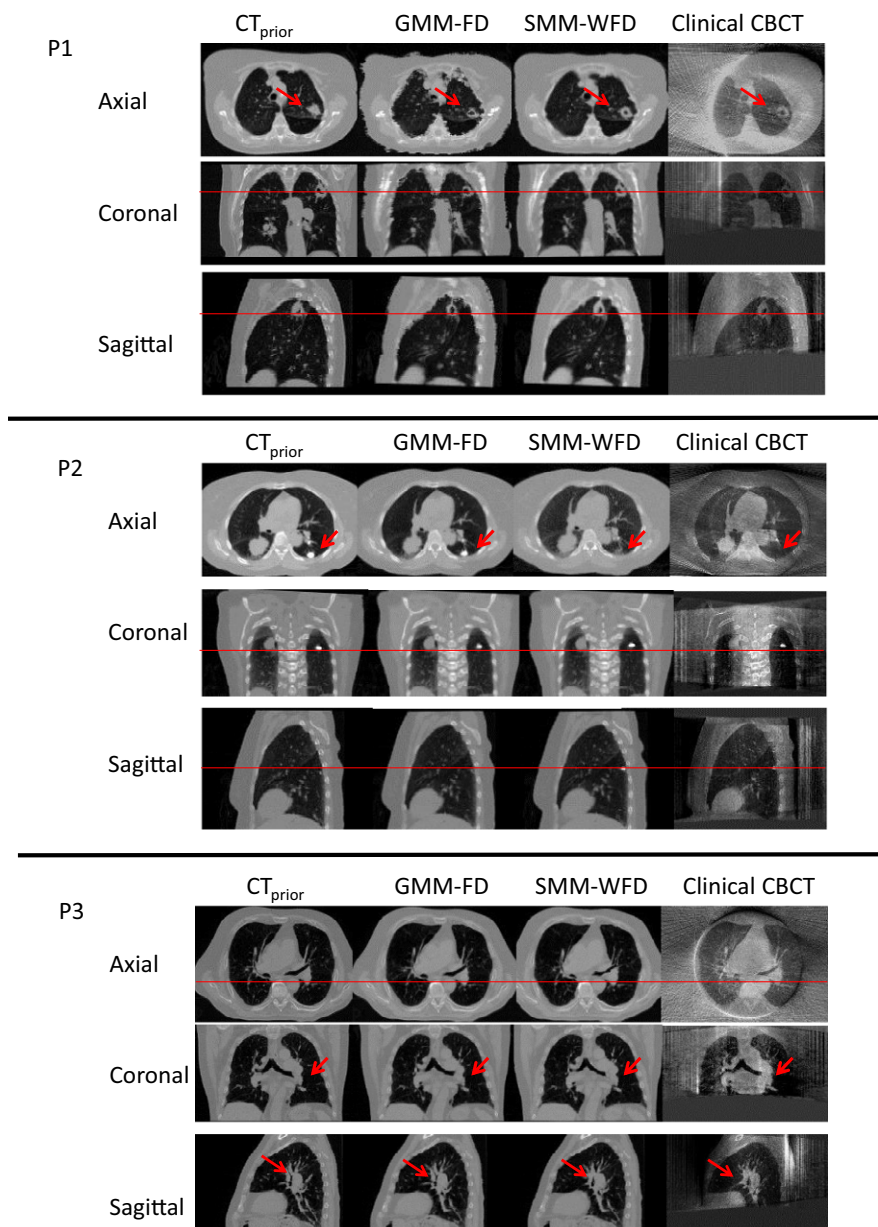 P1
CTprior GMM-FD SMM-WFD Clinical CBCT
Axial
Coronal
Sagittal
P2
CTprior GMM-FD SMM-WFD Clinical CBCT
Axial
Coronal
Sagittal
P3
CTprior GMM-FD SMM-WFD Clinical CBCT
Axial
Coronal
Sagittal